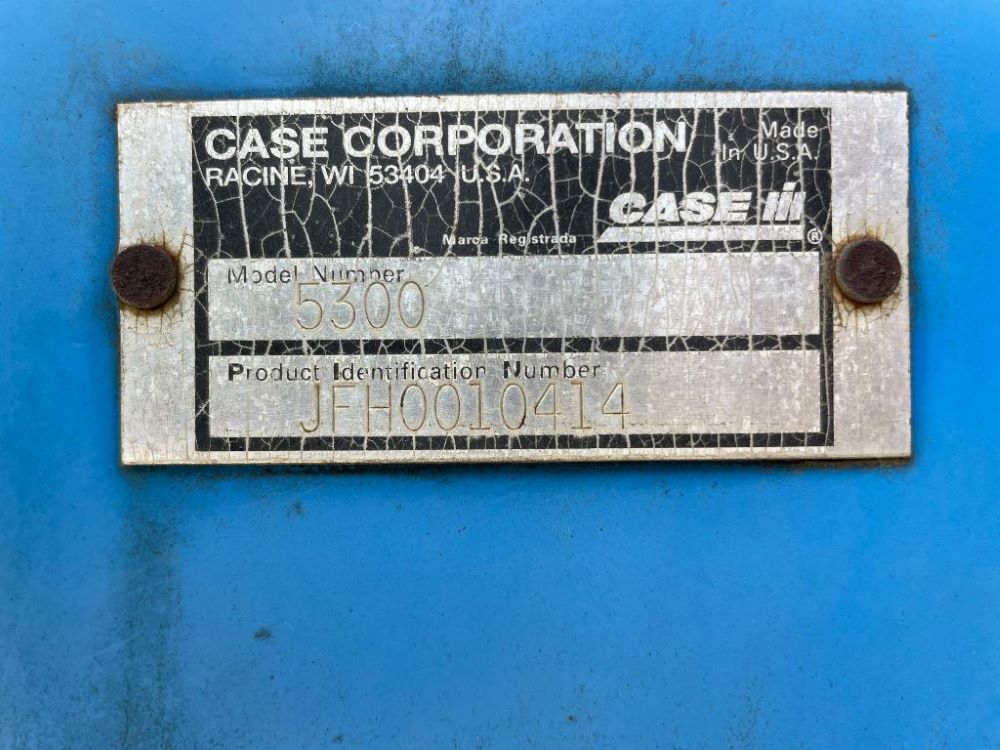 CASE CORPORATION
Made
In U.S.A.
RACINE, WI 53404 U.S.A.
CASE IH
Marca Registrada ®
Model Number
5300
Product Identification Number
JFH0010414